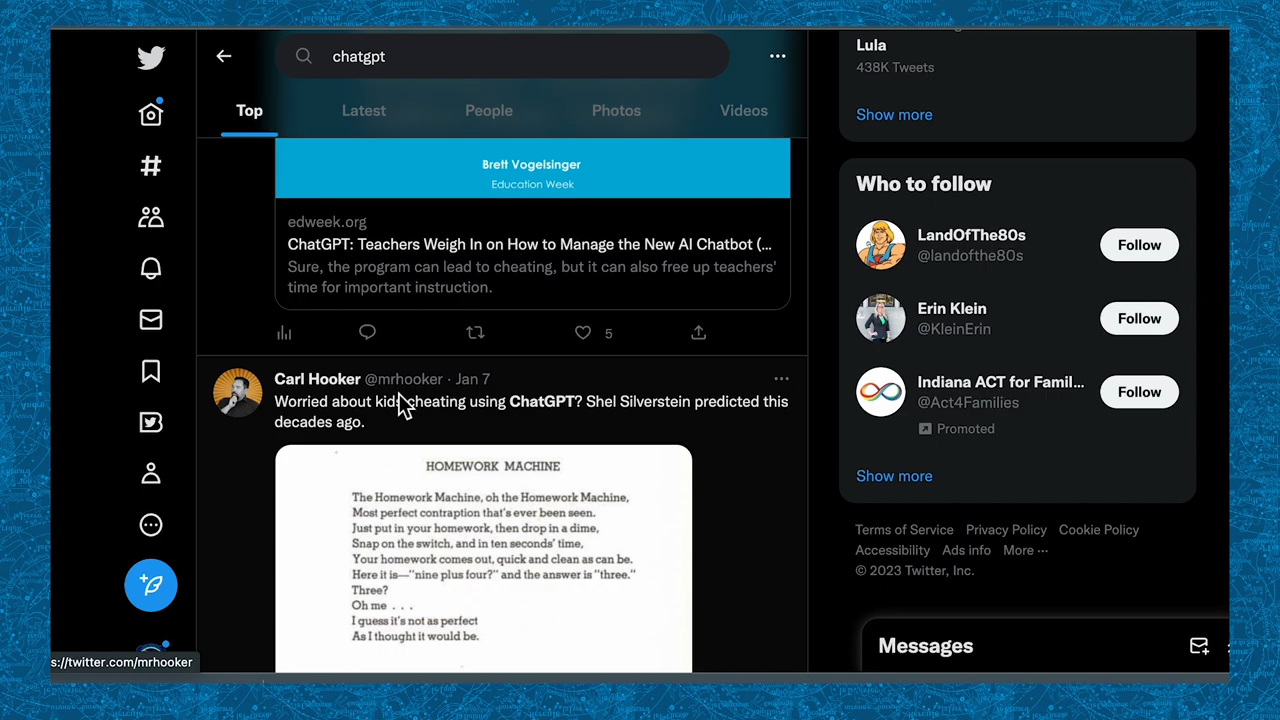 chatgpt
Top
Latest
People
Photos
Videos
Brett Vogelsinger
Education Week
edweek.org
ChatGPT: Teachers Weigh In on How to Manage the New AI Chatbot (...
Sure, the program can lead to cheating, but it can also free up teachers'
time for important instruction.
5
Carl Hooker @mrhooker · Jan 7
Worried about kids cheating using ChatGPT? Shel Silverstein predicted this
decades ago.
HOMEWORK MACHINE
The Homework Machine, oh the Homework Machine,
Most perfect contraption that's ever been seen.
Just put in your homework, then drop in a dime,
Snap on the switch, and in ten seconds' time,
Your homework comes out, quick and clean as can be.
Here it is—"nine plus four?" and the answer is "three."
Three?
Oh me . . .
I guess it's not as perfect
As I thought it would be.
s://twitter.com/mrhooker
Lula
438K Tweets
Show more
Who to follow
LandOfThe80s
@landofthe80s
Follow
Erin Klein
@KleinErin
Follow
Indiana ACT for Famil...
@Act4Families
Follow
Promoted
Show more
Terms of Service Privacy Policy Cookie Policy
Accessibility Ads info More ···
© 2023 Twitter, Inc.
Messages